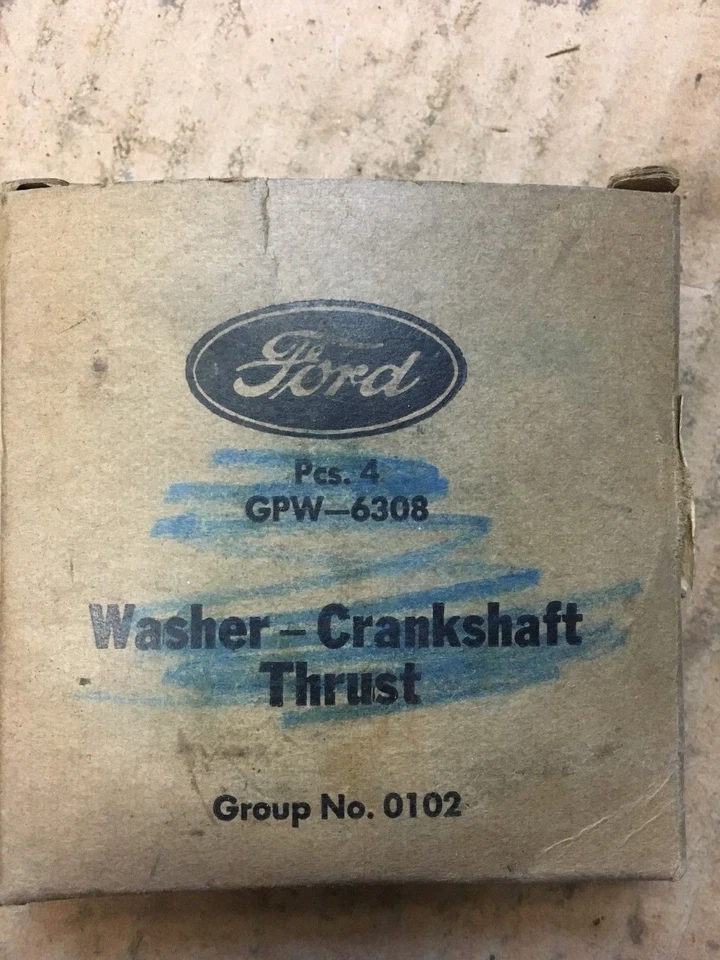 Ford
Pcs. 4
GPW-6308
Washer - Crankshaft
Thrust
Group No. 0102